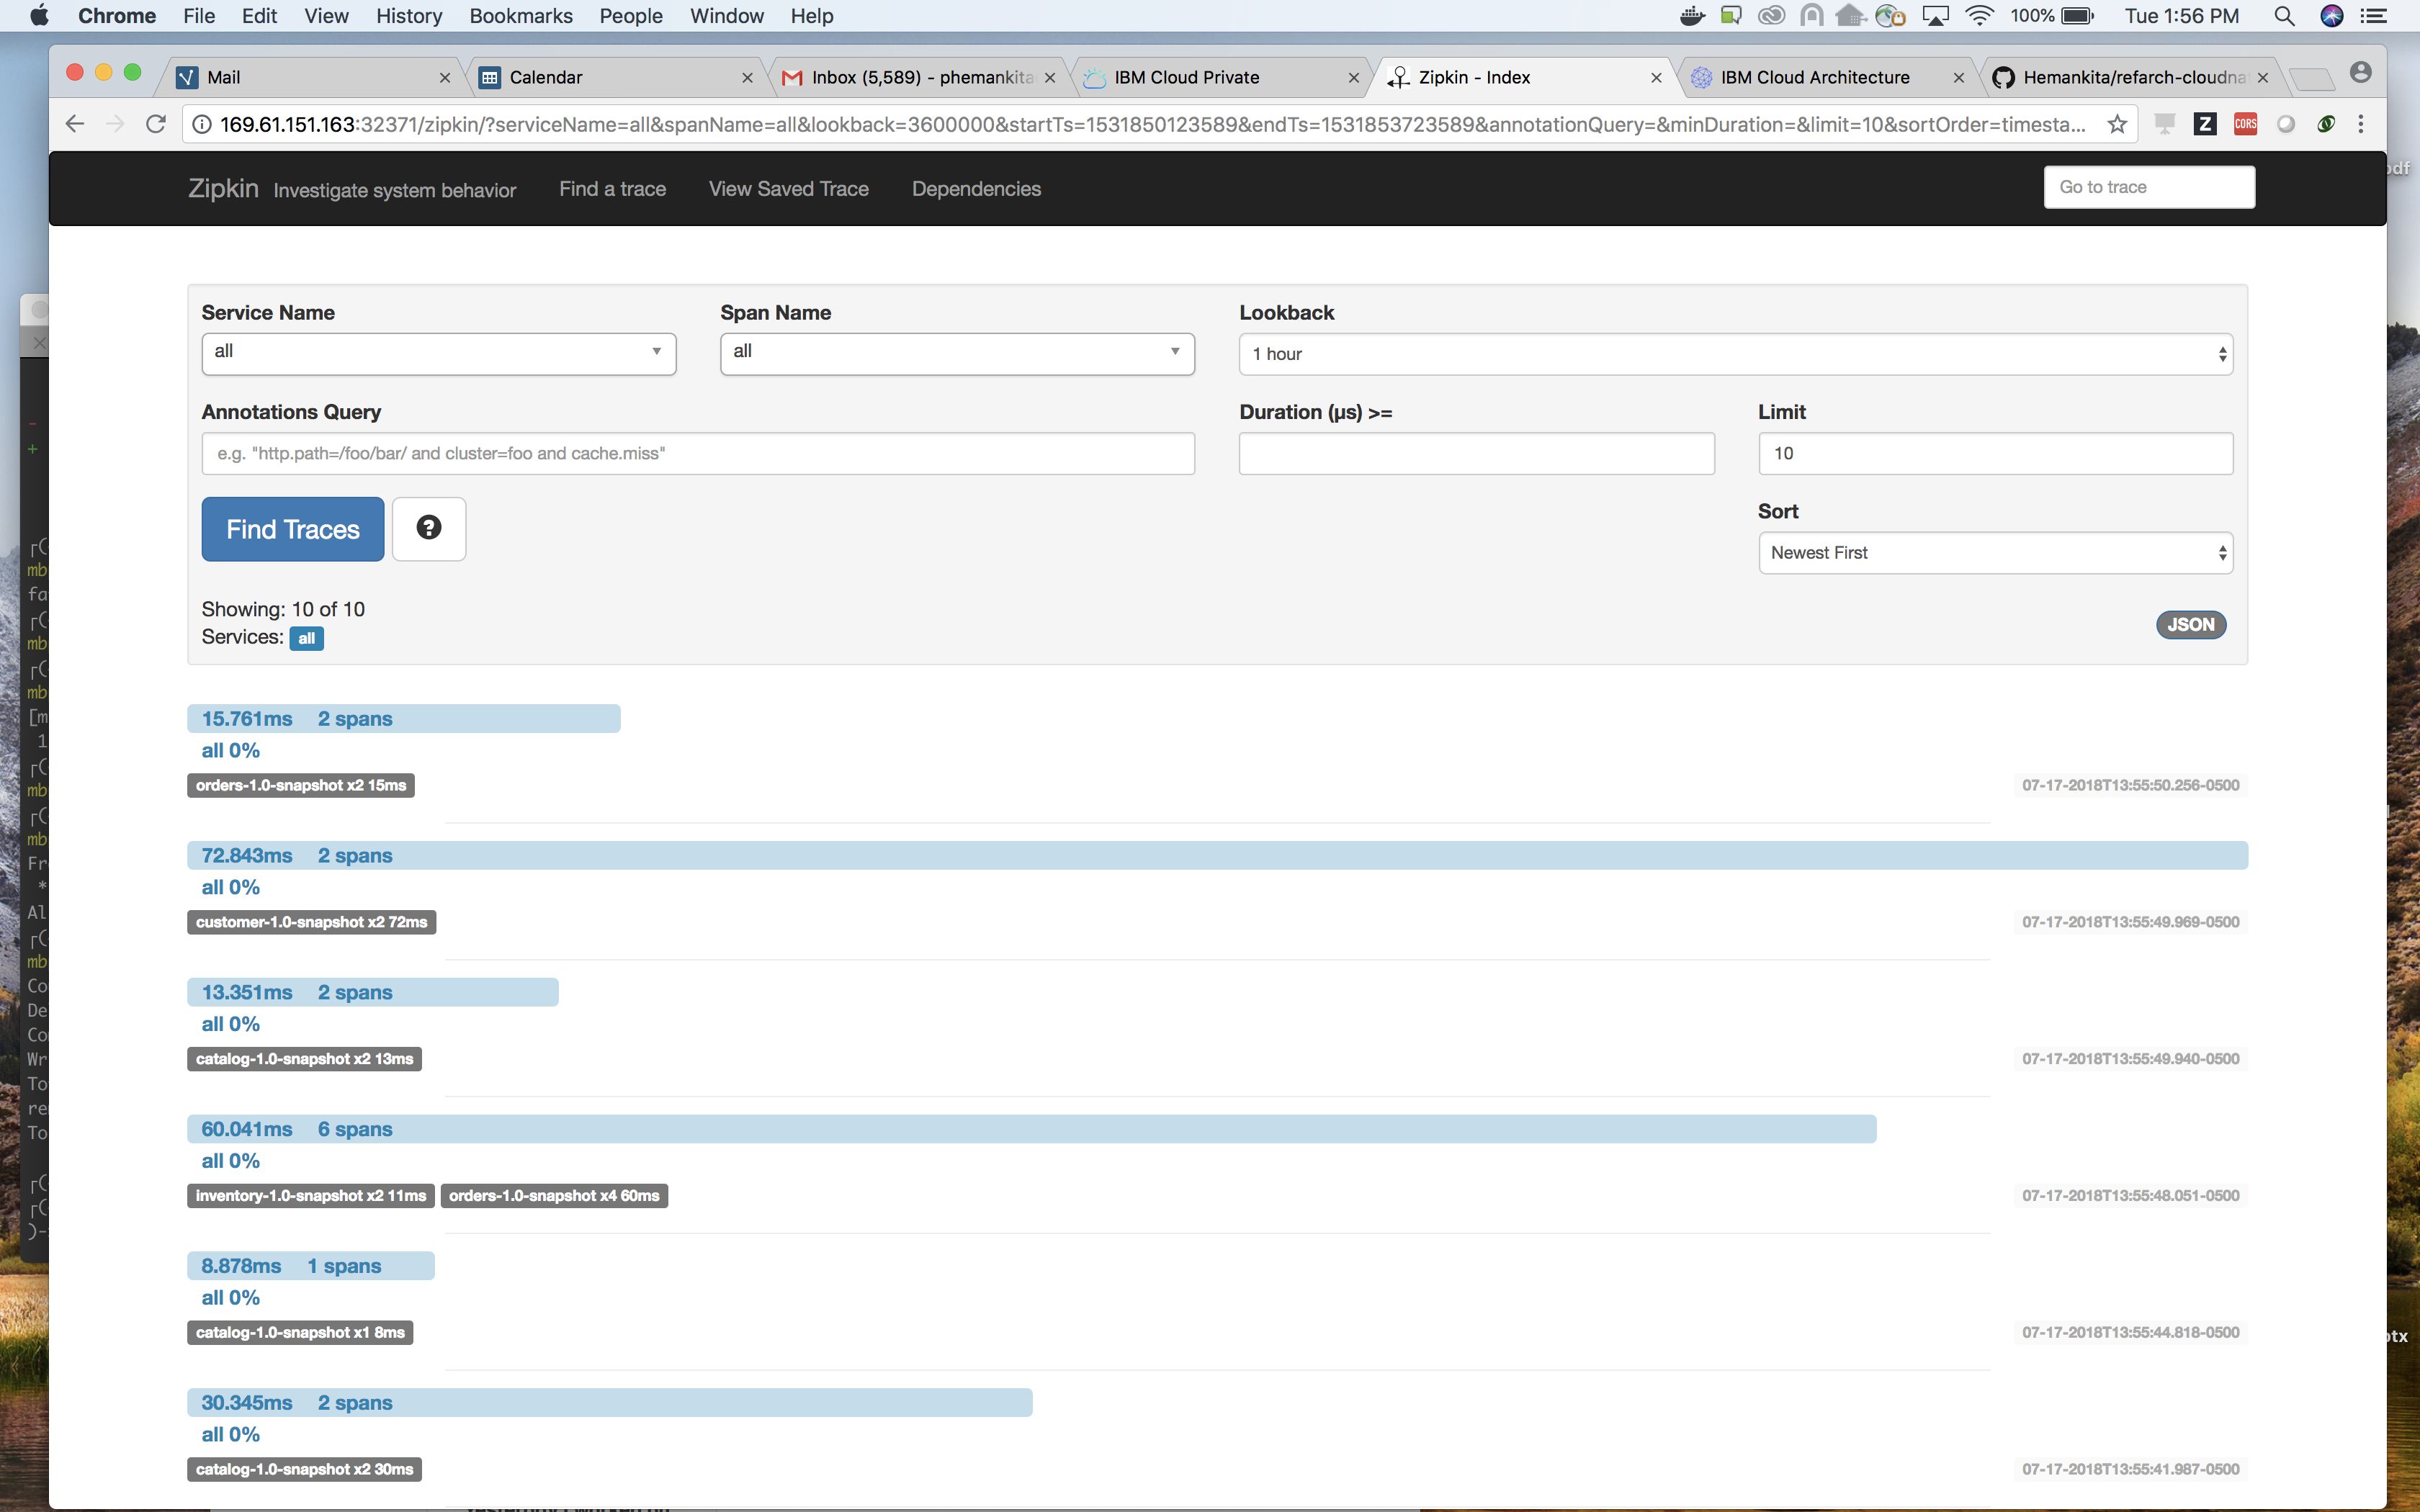 Chrome File Edit View History Bookmarks People Window Help 100% Tue 1:56 PM
Mail Calendar Inbox (5,589) - phemankita IBM Cloud Private Zipkin - Index IBM Cloud Architecture Hemankita/refarch-cloudna
169.61.151.163:32371/zipkin/?serviceName=all&spanName=all&lookback=3600000&startTs=1531850123589&endTs=1531853723589&annotationQuery=&minDuration=&limit=10&sortOrder=timesta... Z CORS
Zipkin Investigate system behavior Find a trace View Saved Trace Dependencies Go to trace
Service Name Span Name Lookback
all all 1 hour
Annotations Query Duration (μs) >= Limit
e.g. "http.path=/foo/bar/ and cluster=foo and cache.miss" 10
Find Traces ?
Sort
Newest First
Showing: 10 of 10
Services: all
JSON
15.761ms 2 spans
all 0%
orders-1.0-snapshot x2 15ms 07-17-2018T13:55:50.256-0500
72.843ms 2 spans
all 0%
customer-1.0-snapshot x2 72ms 07-17-2018T13:55:49.969-0500
13.351ms 2 spans
all 0%
catalog-1.0-snapshot x2 13ms 07-17-2018T13:55:49.940-0500
60.041ms 6 spans
all 0%
inventory-1.0-snapshot x2 11ms orders-1.0-snapshot x4 60ms 07-17-2018T13:55:48.051-0500
8.878ms 1 spans
all 0%
catalog-1.0-snapshot x1 8ms 07-17-2018T13:55:44.818-0500
30.345ms 2 spans
all 0%
catalog-1.0-snapshot x2 30ms 07-17-2018T13:55:41.987-0500